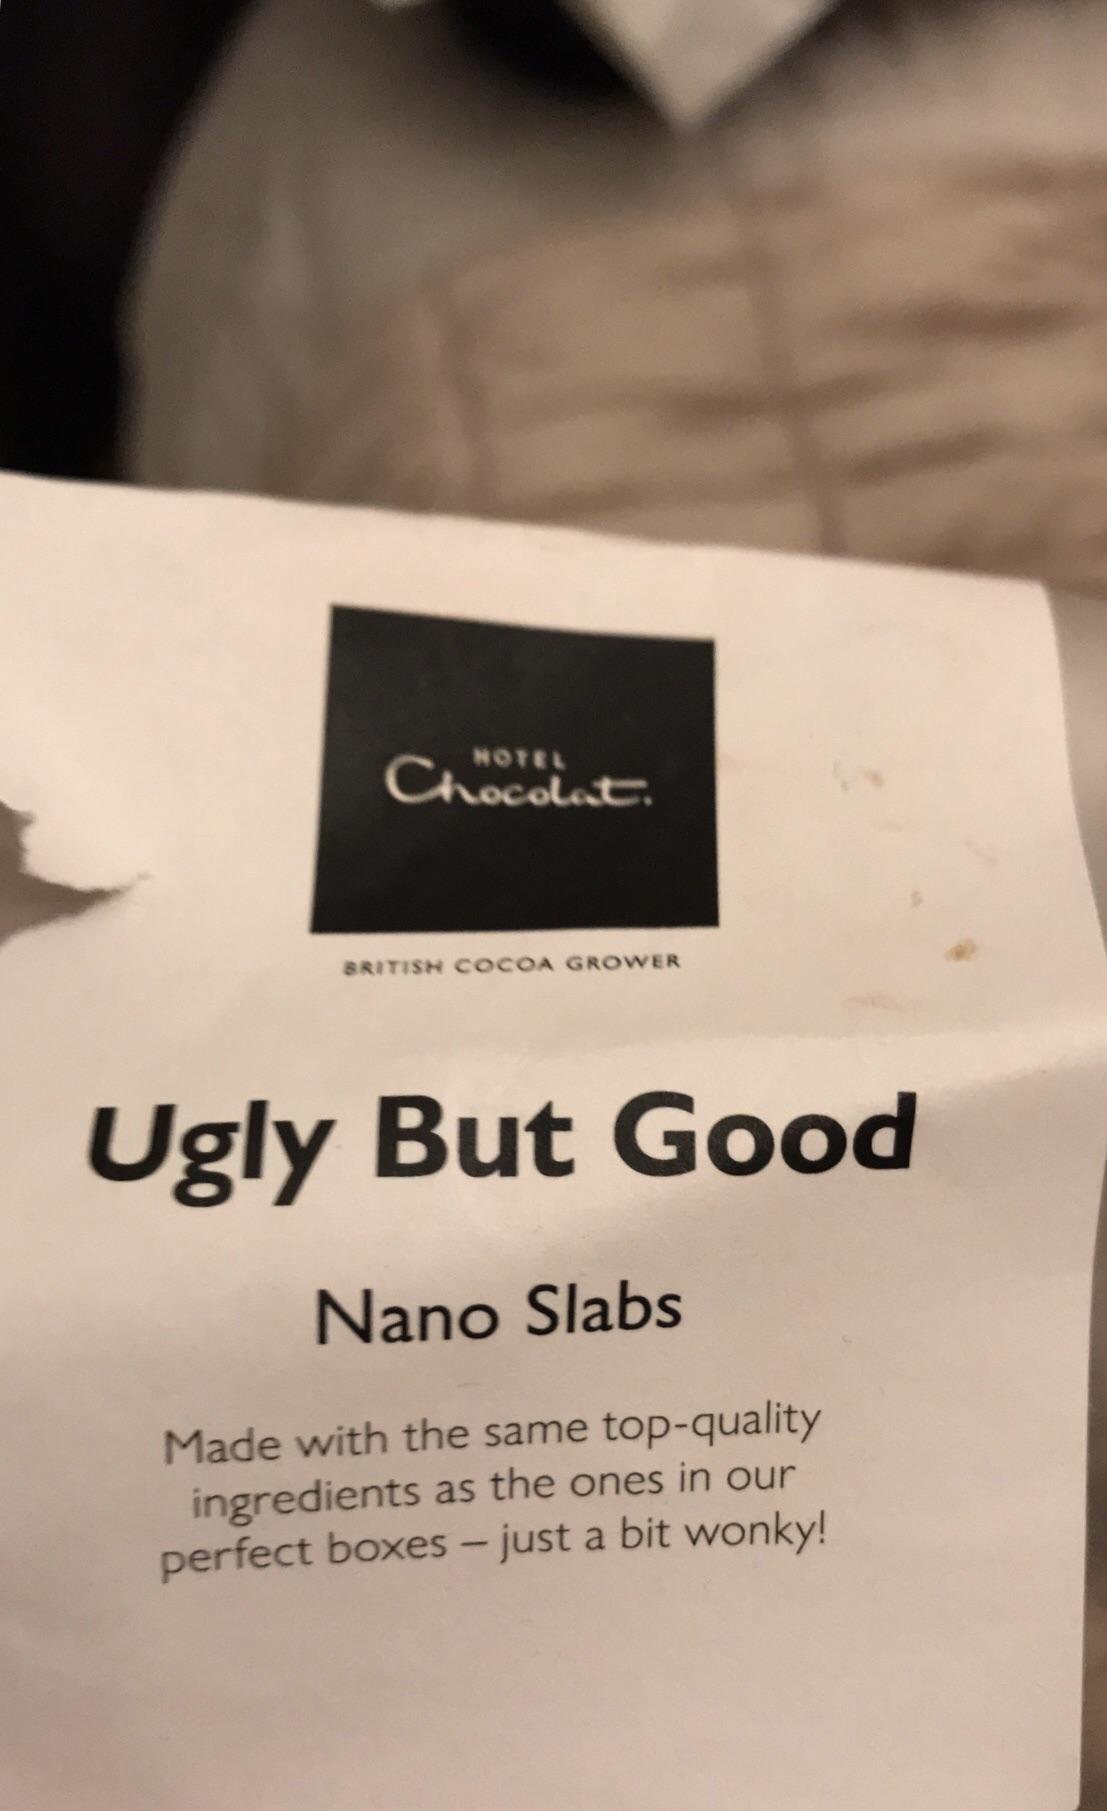 HOTEL
Chocolat.
BRITISH COCOA GROWER
Ugly But Good
Nano Slabs
Made with the same top-quality
ingredients as the ones in our
perfect boxes – just a bit wonky!